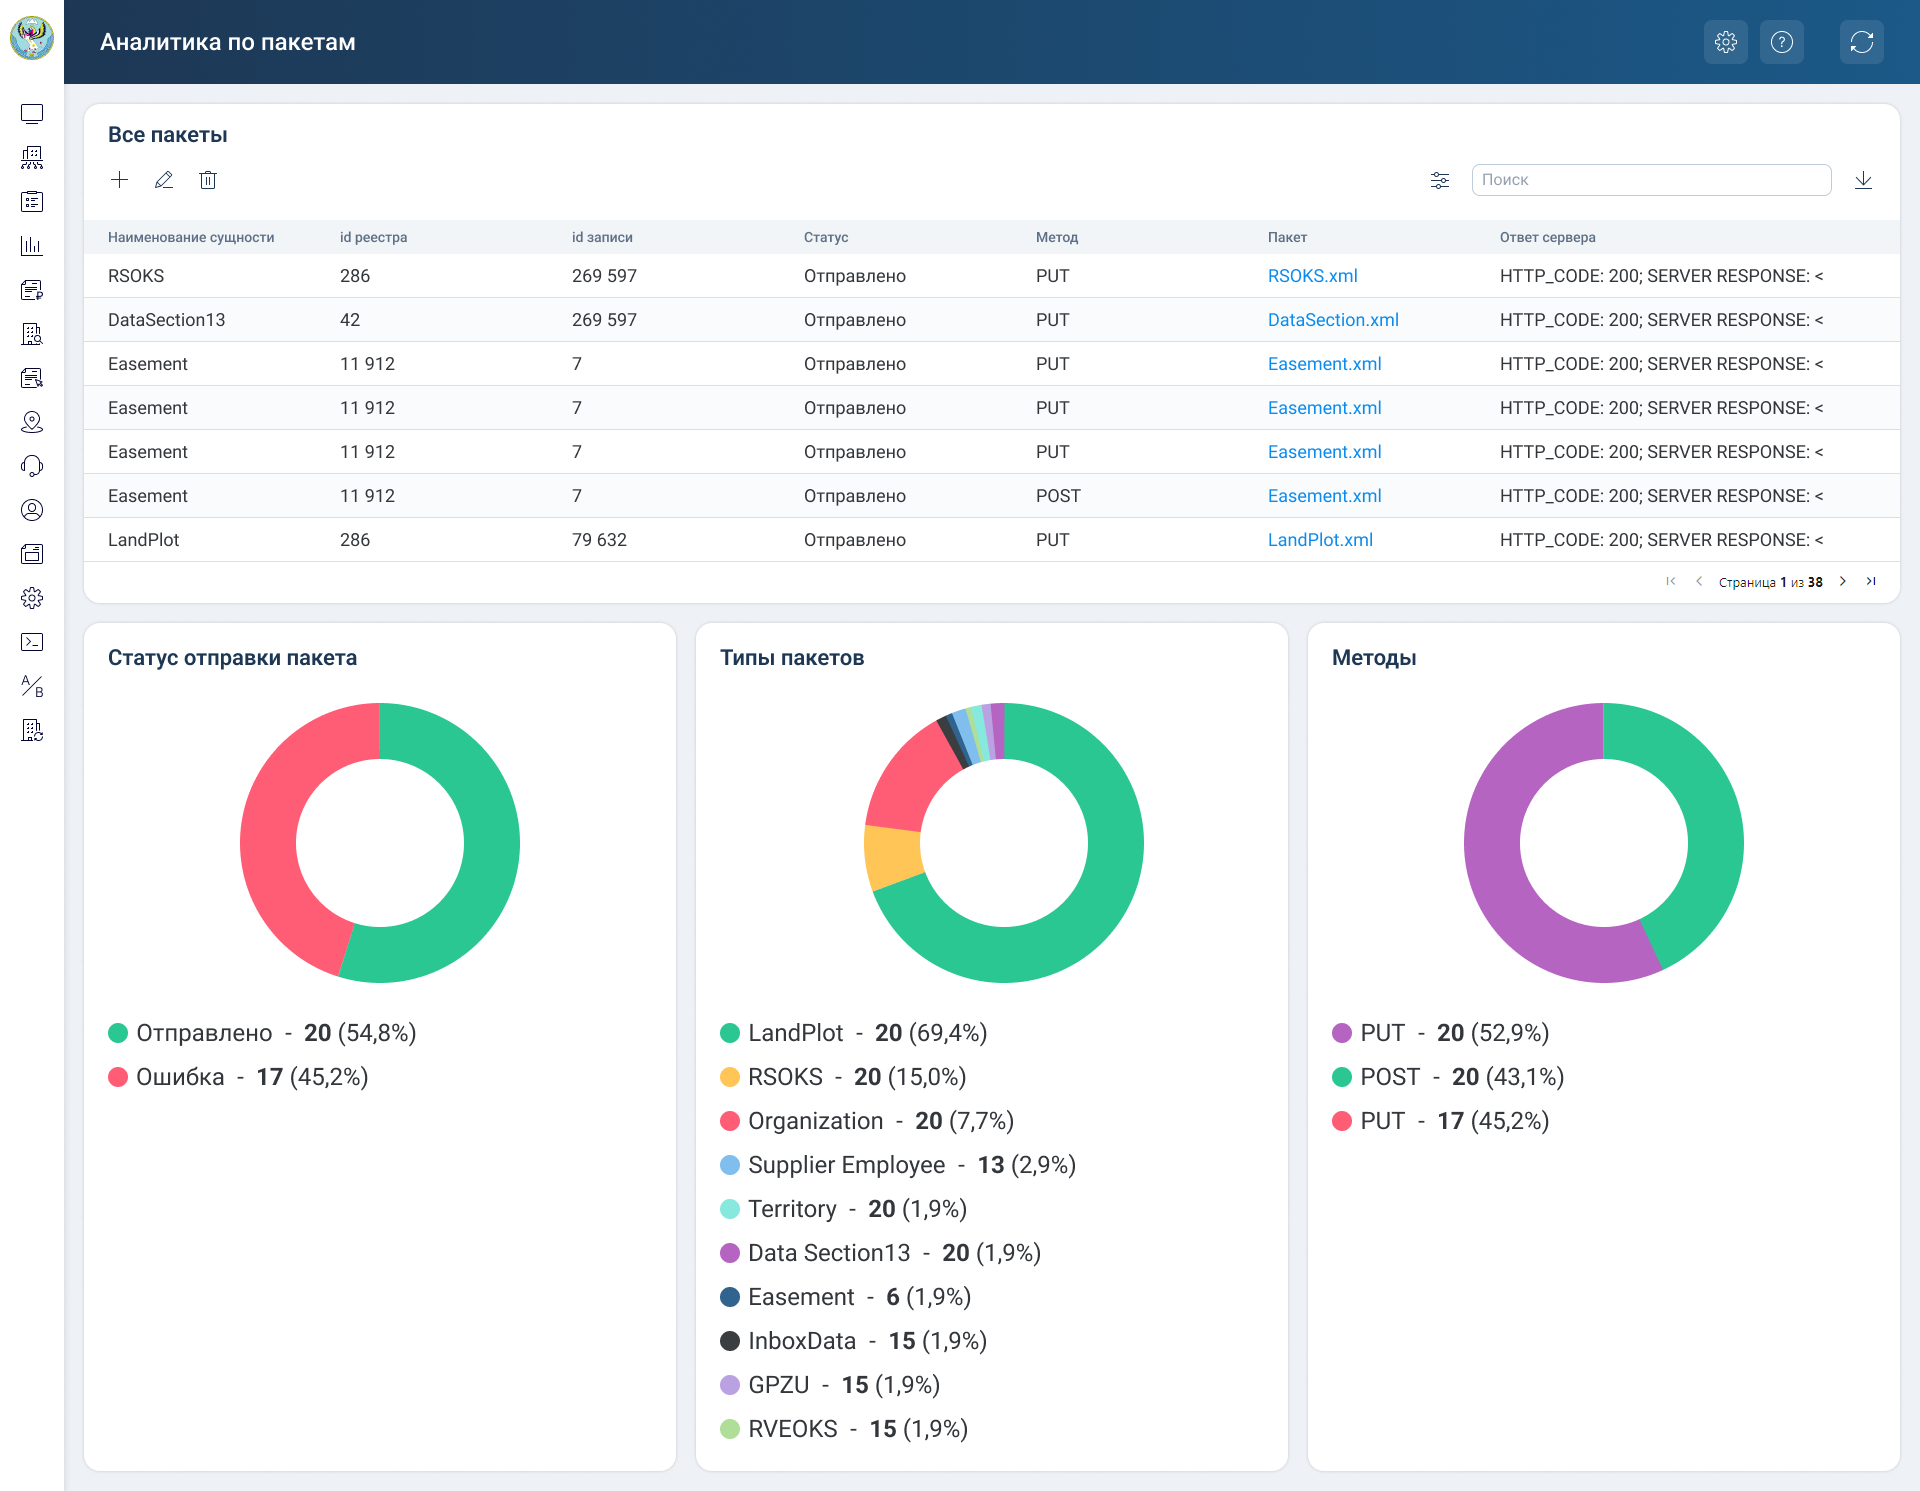 Аналитика по пакетам
?
Все пакеты
Поиск
Наименование сущности id реестра id записи Статус Метод Пакет Ответ сервера
RSOKS 286 269 597 Отправлено PUT RSOKS.xml HTTP_CODE: 200; SERVER RESPONSE: <
DataSection13 42 269 597 Отправлено PUT DataSection.xml HTTP_CODE: 200; SERVER RESPONSE: <
Easement 11 912 7 Отправлено PUT Easement.xml HTTP_CODE: 200; SERVER RESPONSE: <
Easement 11 912 7 Отправлено PUT Easement.xml HTTP_CODE: 200; SERVER RESPONSE: <
Easement 11 912 7 Отправлено PUT Easement.xml HTTP_CODE: 200; SERVER RESPONSE: <
Easement 11 912 7 Отправлено POST Easement.xml HTTP_CODE: 200; SERVER RESPONSE: <
LandPlot 286 79 632 Отправлено PUT LandPlot.xml HTTP_CODE: 200; SERVER RESPONSE: <
Страница 1 из 38
A/B
Статус отправки пакета
Отправлено - 20 (54,8%)
Ошибка - 17 (45,2%)
Типы пакетов
LandPlot - 20 (69,4%)
RSOKS - 20 (15,0%)
Organization - 20 (7,7%)
Supplier Employee - 13 (2,9%)
Territory - 20 (1,9%)
Data Section13 - 20 (1,9%)
Easement - 6 (1,9%)
InboxData - 15 (1,9%)
GPZU - 15 (1,9%)
RVEOKS - 15 (1,9%)
Методы
PUT - 20 (52,9%)
POST - 20 (43,1%)
PUT - 17 (45,2%)